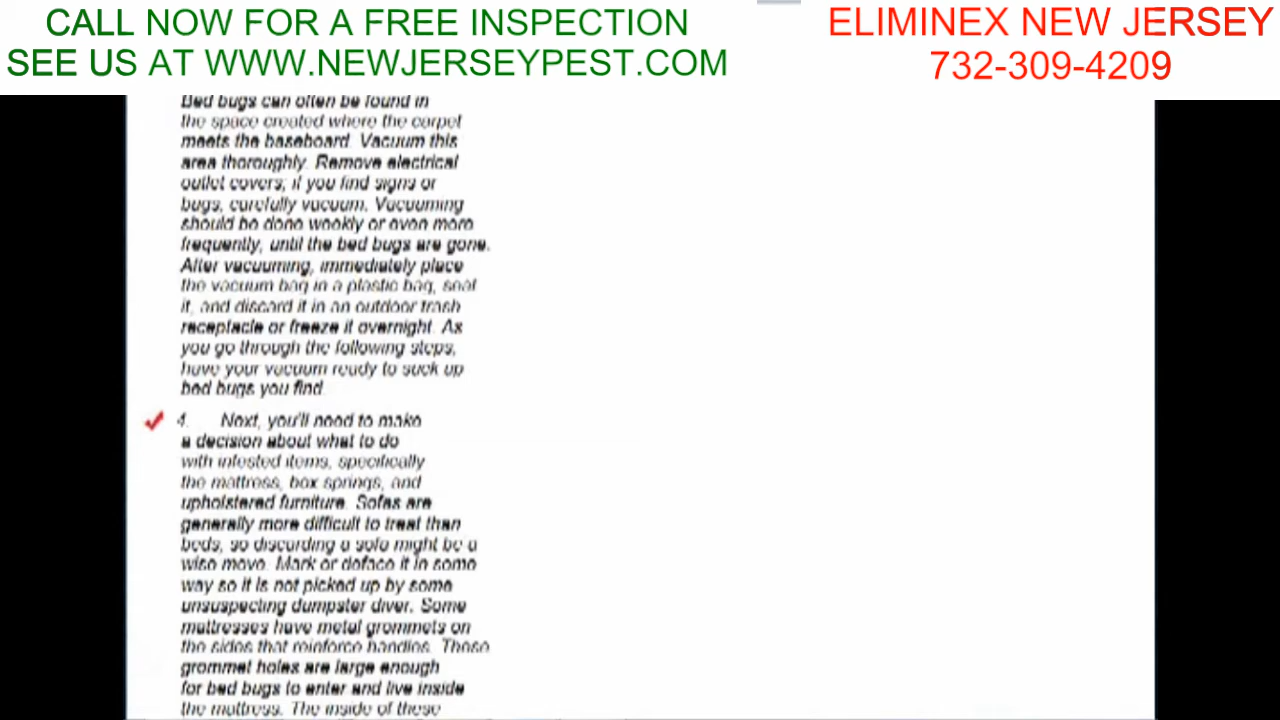 CALL NOW FOR A FREE INSPECTION
SEE US AT WWW.NEWJERSEYPEST.COM
ELIMINEX NEW JERSEY
732-309-4209
Bed bugs can often be found in
the space created where the carpet
meets the baseboard. Vacuum this
area thoroughly. Remove electrical
outlet covers; if you find signs or
bugs, carefully vacuum. Vacuuming
should be done weekly or even more
frequently, until the bed bugs are gone.
After vacuuming, immediately place
the vacuum bag in a plastic bag, seal
it, and discard it in an outdoor trash
receptacle or freeze it overnight. As
you go through the following steps,
have your vacuum ready to suck up
bed bugs you find.
4. Next, you'll need to make
a decision about what to do
with infested items, specifically
the mattress, box springs, and
upholstered furniture. Sofas are
generally more difficult to treat than
beds, so discarding a sofa might be a
wise move. Mark or deface it in some
way so it is not picked up by some
unsuspecting dumpster diver. Some
mattresses have metal grommets on
the sides that reinforce handles. These
grommet holes are large enough
for bed bugs to enter and live inside
the mattress. The inside of these